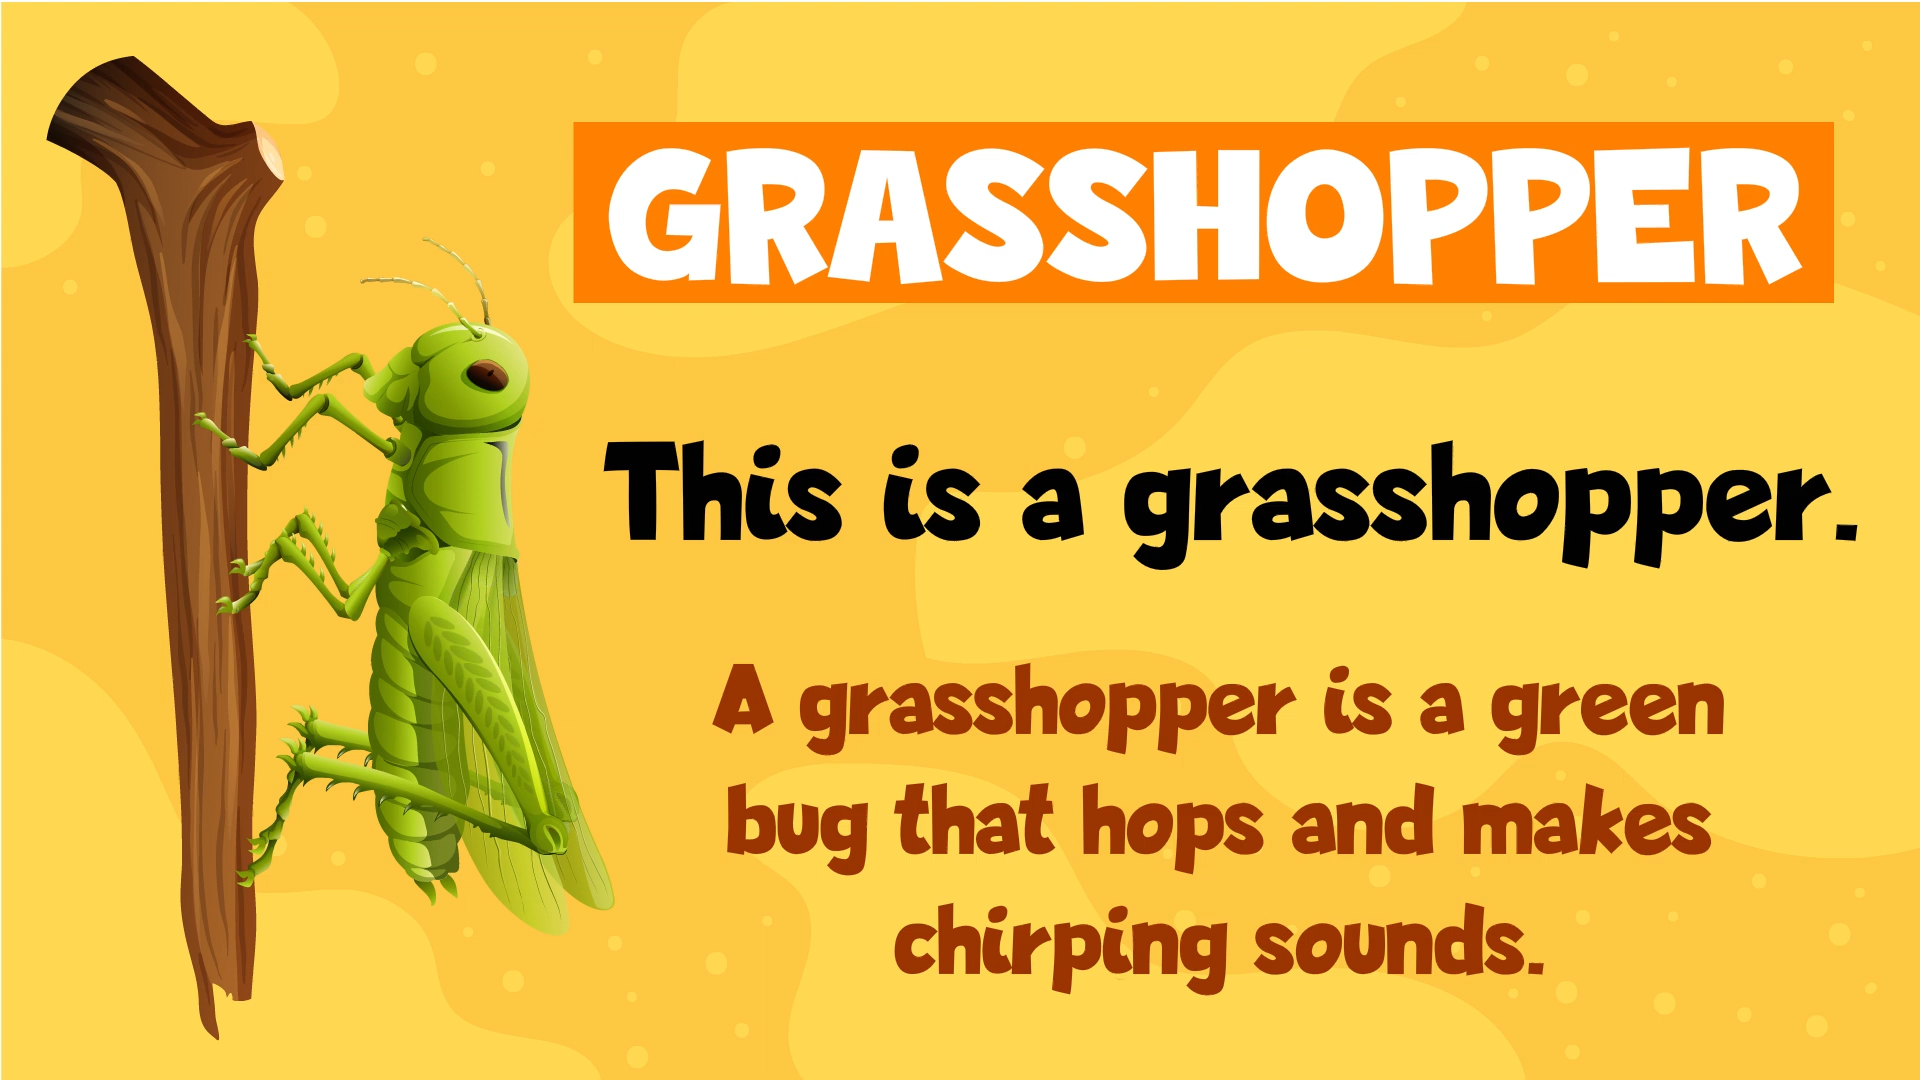 GRASSHOPPER
This is a grasshopper.
A grasshopper is a green
bug that hops and makes
chirping sounds.